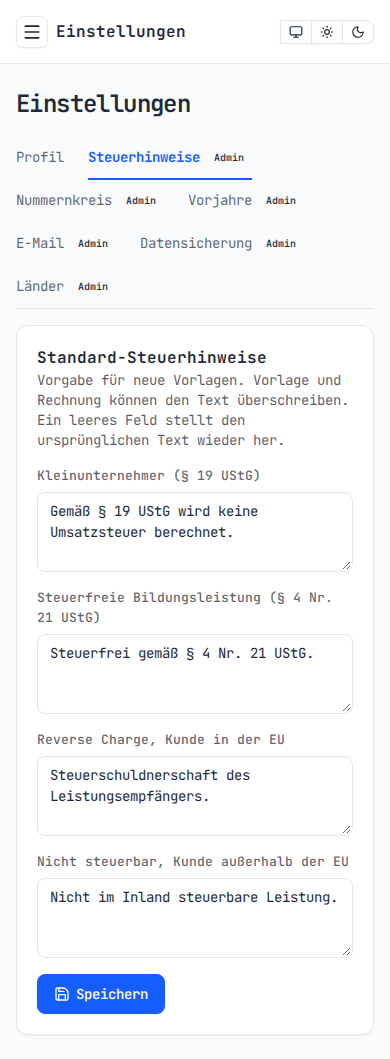 Einstellungen
Einstellungen
Profil Steuerhinweise Admin
Nummernkreis Admin Vorjahre Admin
E-Mail Admin Datensicherung Admin
Länder Admin
Standard-Steuerhinweise
Vorgabe für neue Vorlagen. Vorlage und
Rechnung können den Text überschreiben.
Ein leeres Feld stellt den
ursprünglichen Text wieder her.
Kleinunternehmer (§ 19 UStG)
Gemäß § 19 UStG wird keine
Umsatzsteuer berechnet.
Steuerfreie Bildungsleistung (§ 4 Nr.
21 UStG)
Steuerfrei gemäß § 4 Nr. 21 UStG.
Reverse Charge, Kunde in der EU
Steuerschuldnerschaft des
Leistungsempfängers.
Nicht steuerbar, Kunde außerhalb der EU
Nicht im Inland steuerbare Leistung.
Speichern